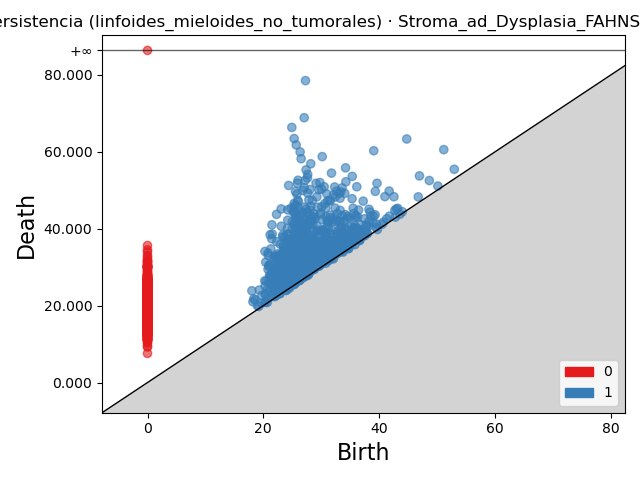 ersistencia (linfoides_mieloides_no_tumorales) · Stroma_ad_Dysplasia_FAHNS
+∞
80.000
60.000
40.000
20.000
0.000
Death
0 20 40 60 80
Birth
0
1